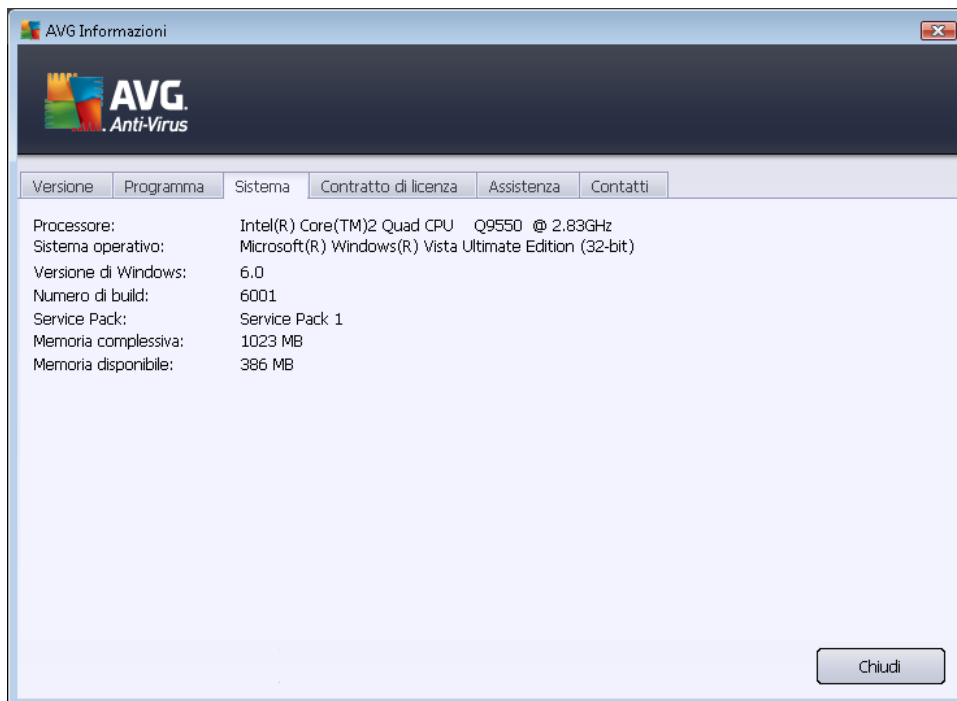 AVG Informazioni
AVG.
Anti-Virus
Versione Programma Sistema Contratto di licenza Assistenza Contatti
Processore: Intel(R) Core(TM)2 Quad CPU Q9550 @ 2.83GHz
Sistema operativo: Microsoft(R) Windows(R) Vista Ultimate Edition (32-bit)
Versione di Windows: 6.0
Numero di build: 6001
Service Pack: Service Pack 1
Memoria complessiva: 1023 MB
Memoria disponibile: 386 MB
Chiudi